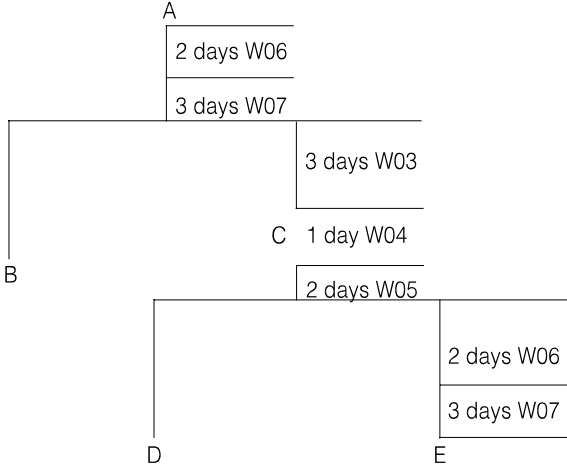 A
2 days W06
3 days W07
3 days W03
C 1 day W04
B
2 days W05
2 days W06
3 days W07
D
E